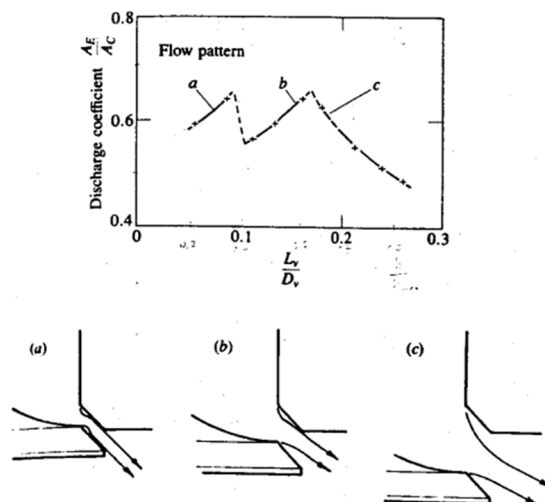 0.8
Flow pattern
a
b
c
0.6
0.4
Discharge coefficient A_E/A_C
0 0.1 0.2 0.3
L_v
D_v
(a) (b) (c)